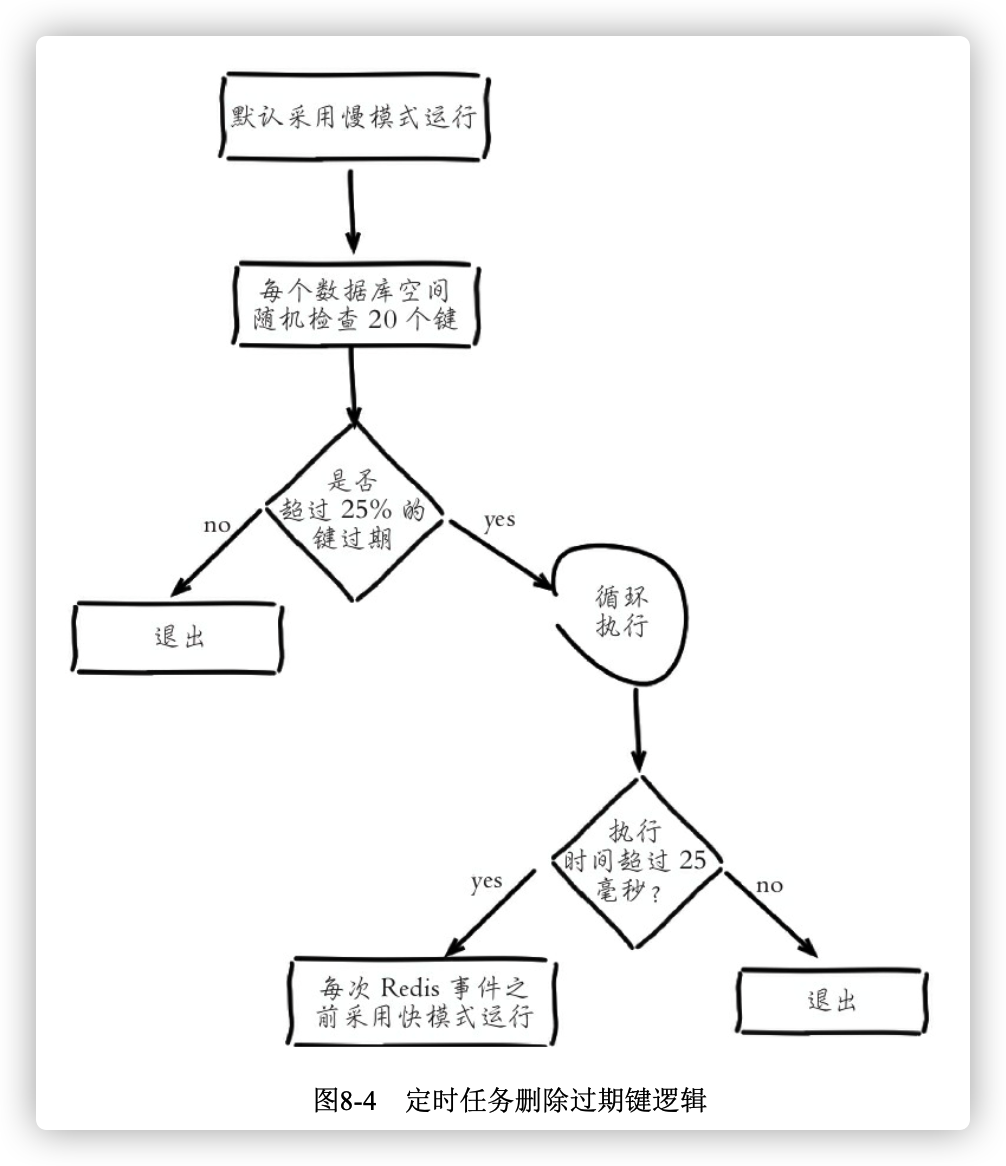 默认采用慢模式运行
每个数据库空间
随机检查 20 个键
是否
超过 25% 的
键过期
no
yes
退出
循环
执行
执行
时间超过 25
毫秒?
yes
no
每次 Redis 事件之
前采用快模式运行
退出
图8-4 定时任务删除过期键逻辑